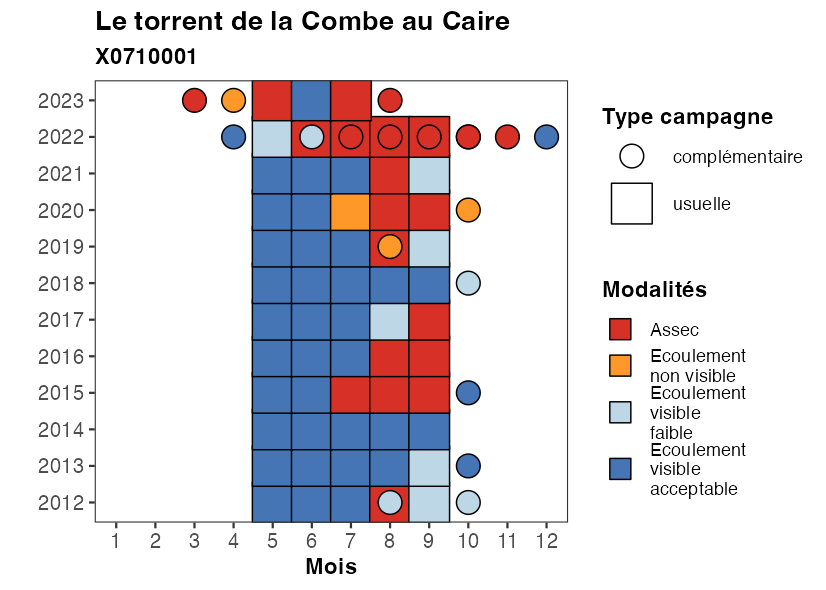 Le torrent de la Combe au Caire
X0710001
2023
2022
2021
2020
2019
2018
2017
2016
2015
2014
2013
2012
1 2 3 4 5 6 7 8 9 10 11 12
Mois
Type campagne
complémentaire
usuelle
Modalités
Assec
Ecoulement
non visible
Ecoulement
visible
faible
Ecoulement
visible
acceptable